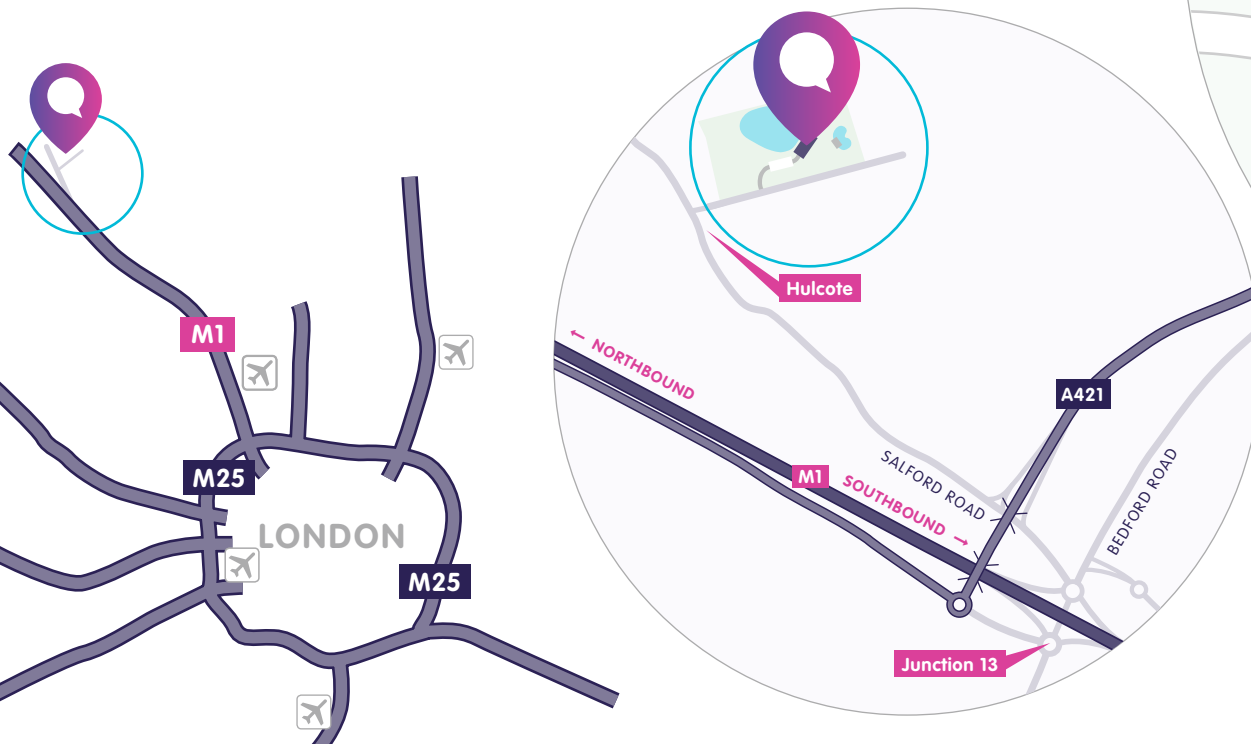 M1
M25
LONDON
M25
Hulcote
← NORTHBOUND
A421
M1
SOUTHBOUND →
SALFORD ROAD
BEDFORD ROAD
Junction 13